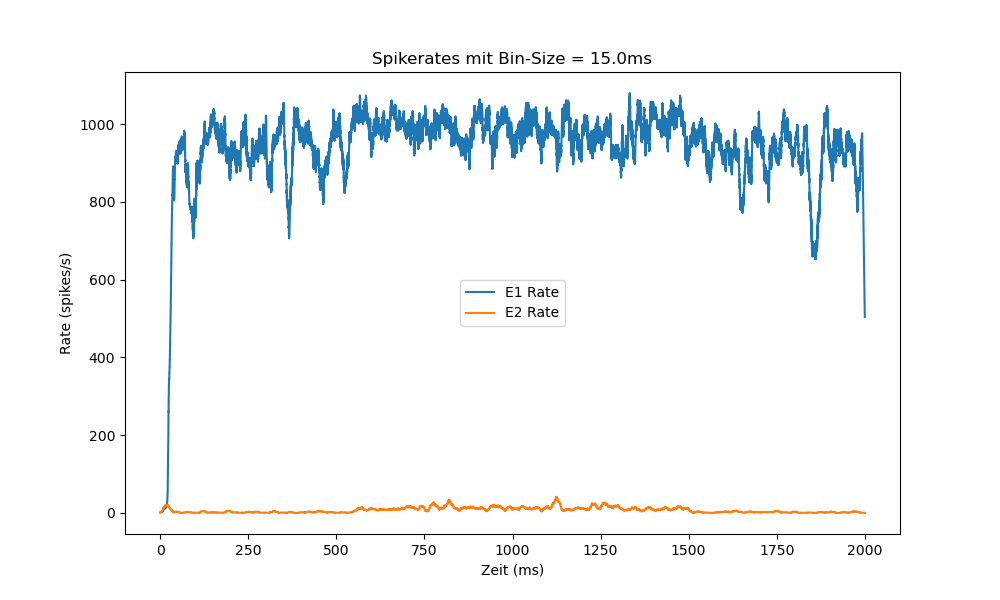 Spikerates mit Bin-Size = 15.0ms
Rate (spikes/s)
1000
800
600
400
200
0
E1 Rate
E2 Rate
0 250 500 750 1000 1250 1500 1750 2000
Zeit (ms)